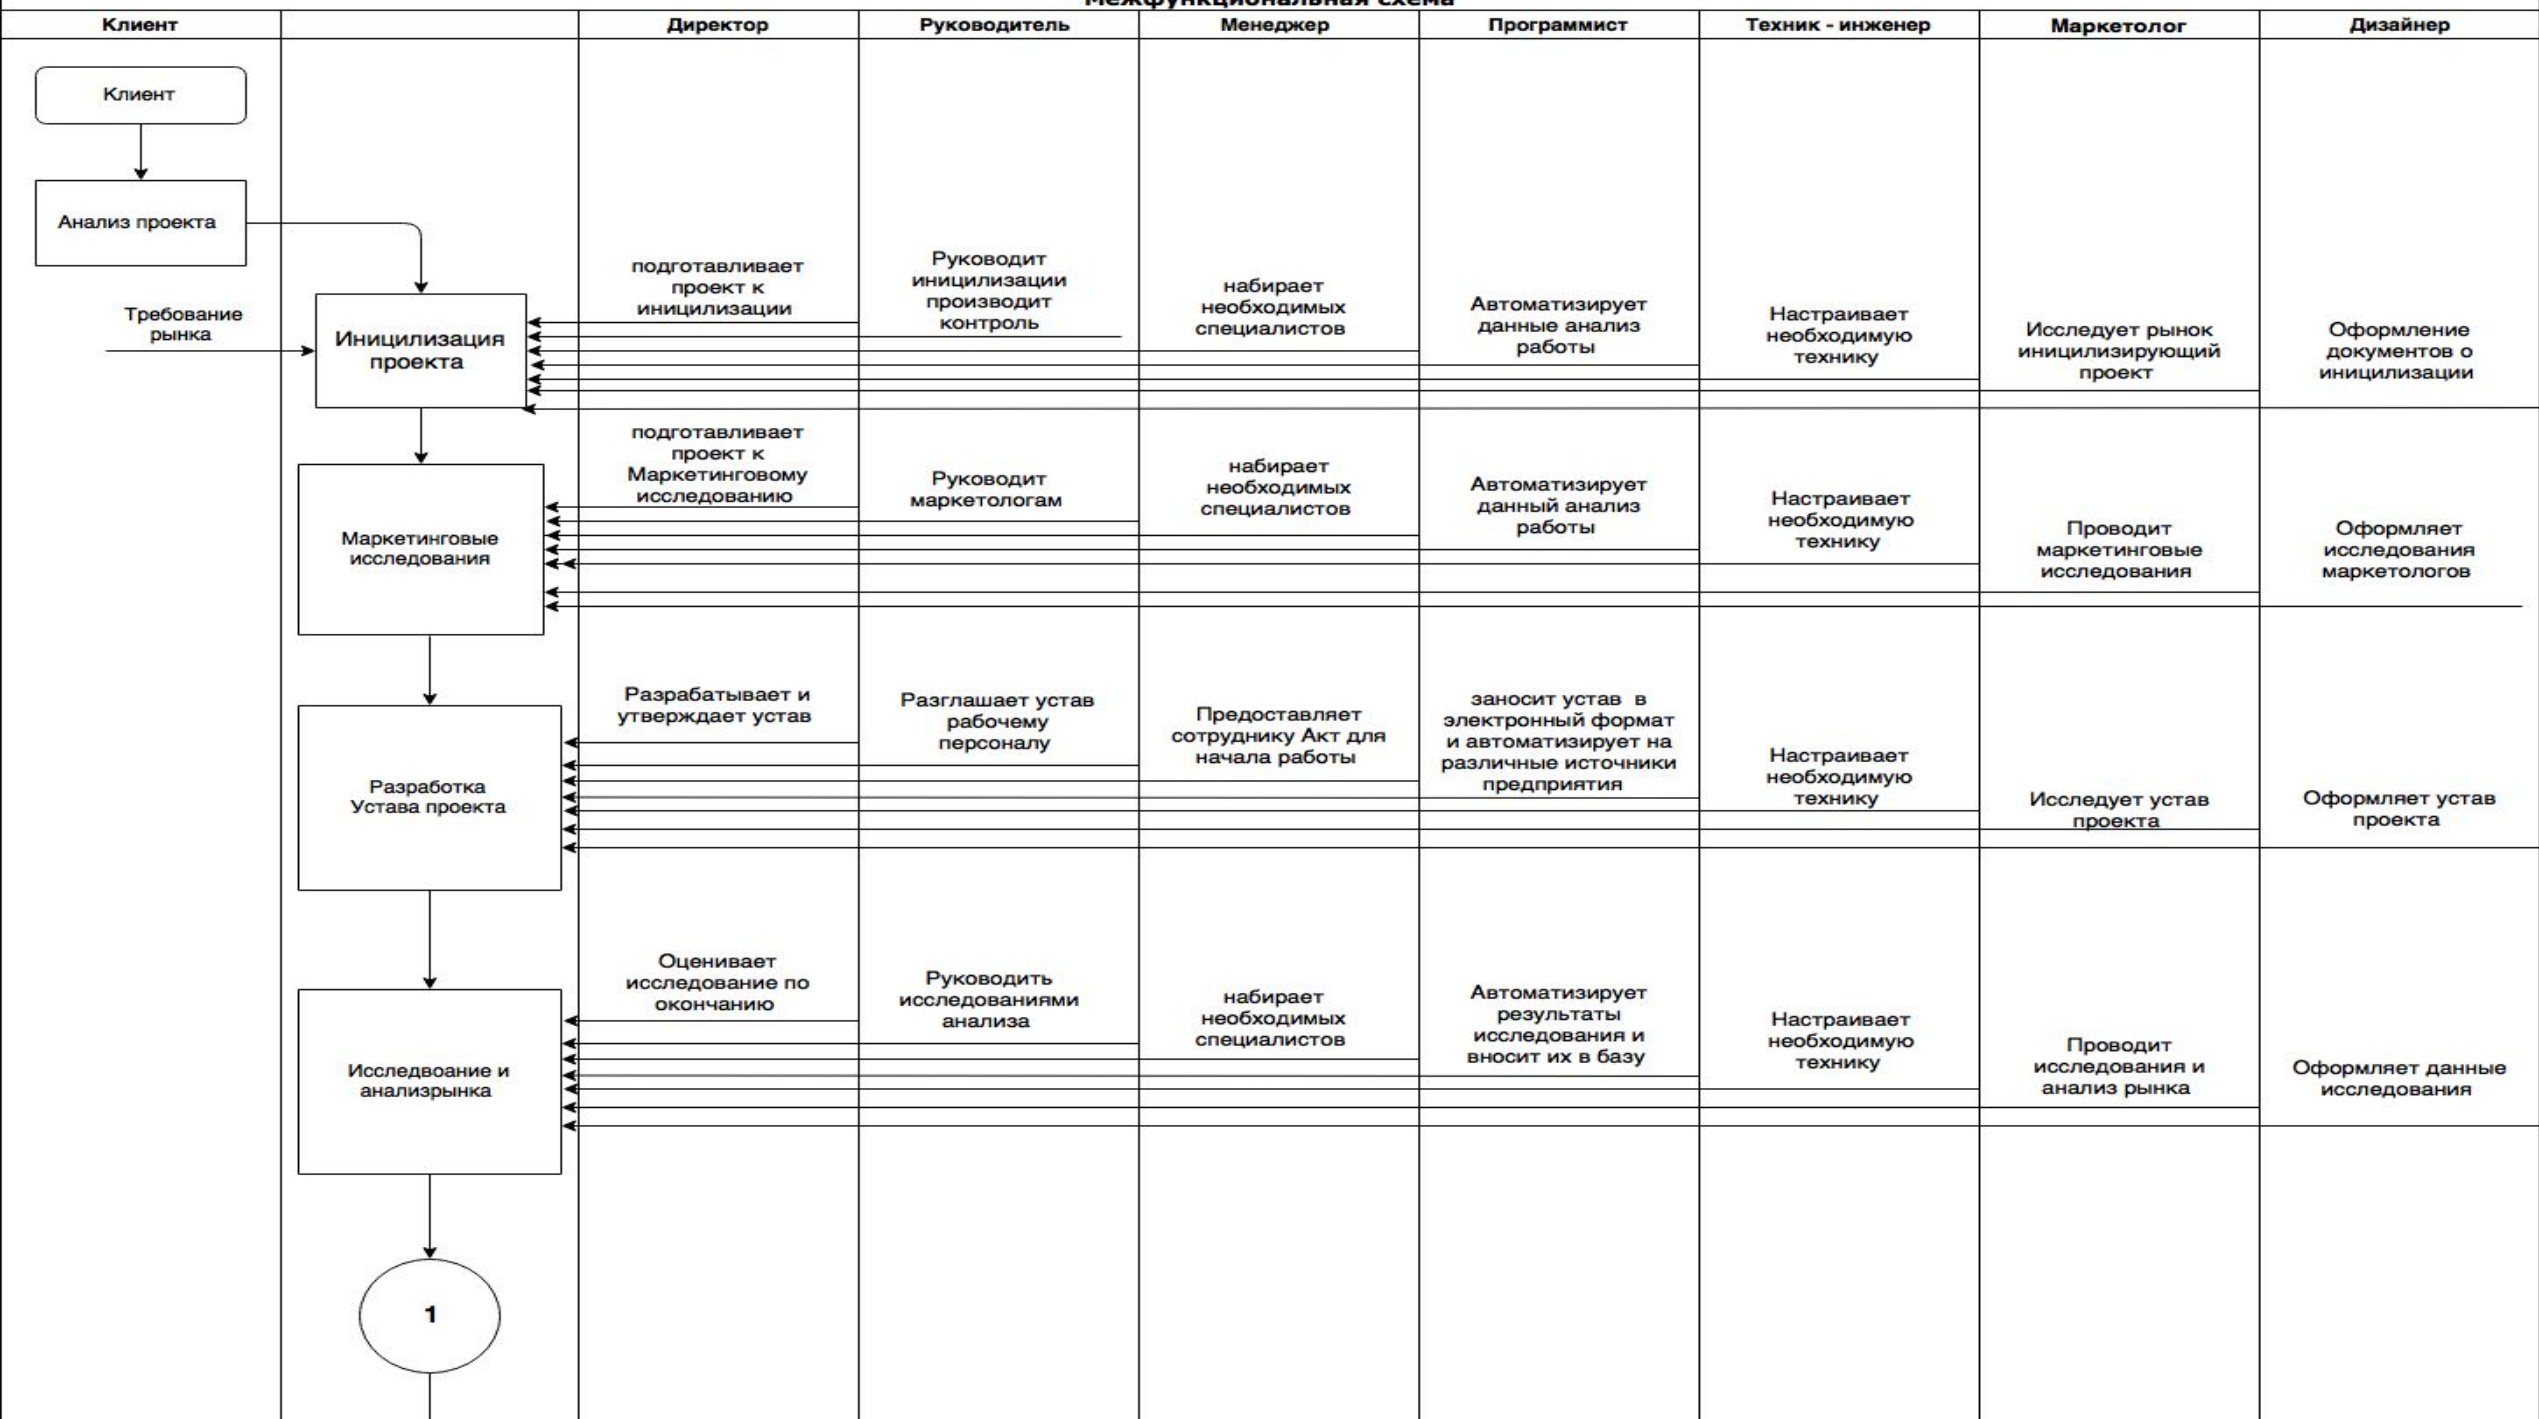 Межфункциональная схема
Клиент
Директор
Руководитель
Менеджер
Программист
Техник - инженер
Маркетолог
Дизайнер
Клиент
Анализ проекта
Требование
рынка
Иницилизация
проекта
подготавливает
проект к
иницилизации
Руководит
иницилизации
производит
контроль
набирает
необходимых
специалистов
Автоматизирует
данные анализ
работы
Настраивает
необходимую
технику
Исследует рынок
иницилизирующий
проект
Оформление
документов о
иницилизации
Маркетинговые
исследования
подготавливает
проект к
Маркетинговому
исследованию
Руководит
маркетологам
набирает
необходимых
специалистов
Автоматизирует
данный анализ
работы
Настраивает
необходимую
технику
Проводит
маркетинговые
исследования
Оформляет
исследования
маркетологов
Разработка
Устава проекта
Разрабатывает и
утверждает устав
Разглашает устав
рабочему
персоналу
Предоставляет
сотруднику Акт для
начала работы
заносит устав в
электронный формат
и автоматизирует на
различные источники
предприятия
Настраивает
необходимую
технику
Исследует устав
проекта
Оформляет устав
проекта
Исследвоание и
анализрынка
Оценивает
исследование по
окончанию
Руководить
исследованиями
анализа
набирает
необходимых
специалистов
Автоматизирует
результаты
исследования и
вносит их в базу
Настраивает
необходимую
технику
Проводит
исследования и
анализ рынка
Оформляет данные
исследования
1